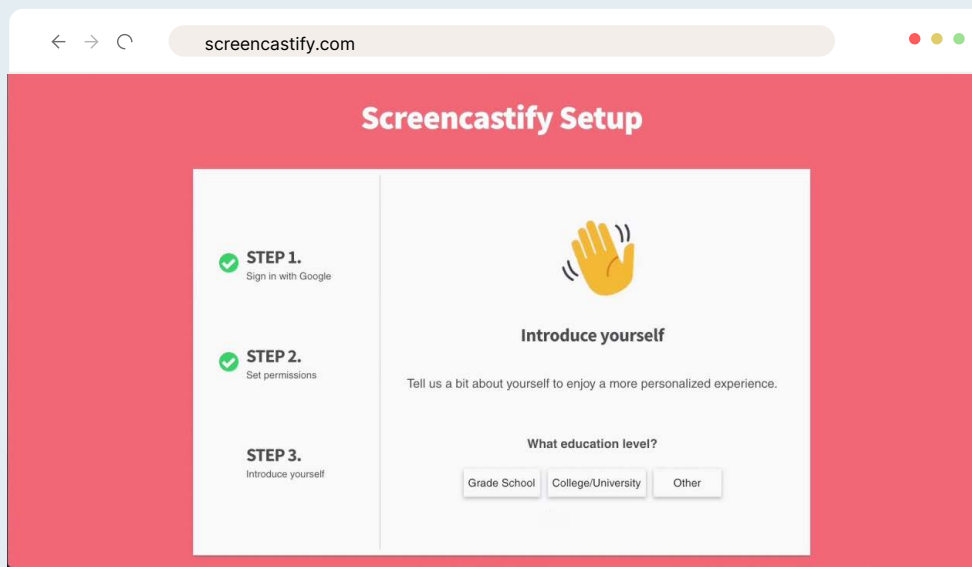 screencastify.com
Screencastify Setup
STEP 1.
Sign in with Google
STEP 2.
Set permissions
STEP 3.
Introduce yourself
Introduce yourself
Tell us a bit about yourself to enjoy a more personalized experience.
What education level?
Grade School College/University Other